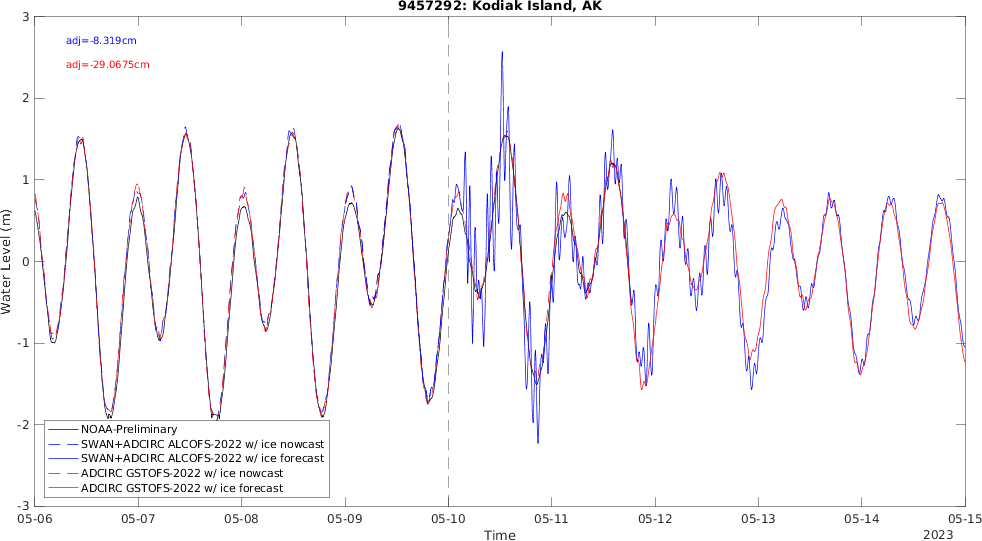 9457292: Kodiak Island, AK
adj=-8.319cm
adj=-29.0675cm
3
2
1
0
-1
-2
-3
Water Level (m)
NOAA-Preliminary
SWAN+ADCIRC ALCOFS-2022 w/ ice nowcast
SWAN+ADCIRC ALCOFS-2022 w/ ice forecast
ADCIRC GSTOFS-2022 w/ ice nowcast
ADCIRC GSTOFS-2022 w/ ice forecast
05-06 05-07 05-08 05-09 05-10 05-11 05-12 05-13 05-14 05-15
Time
2023